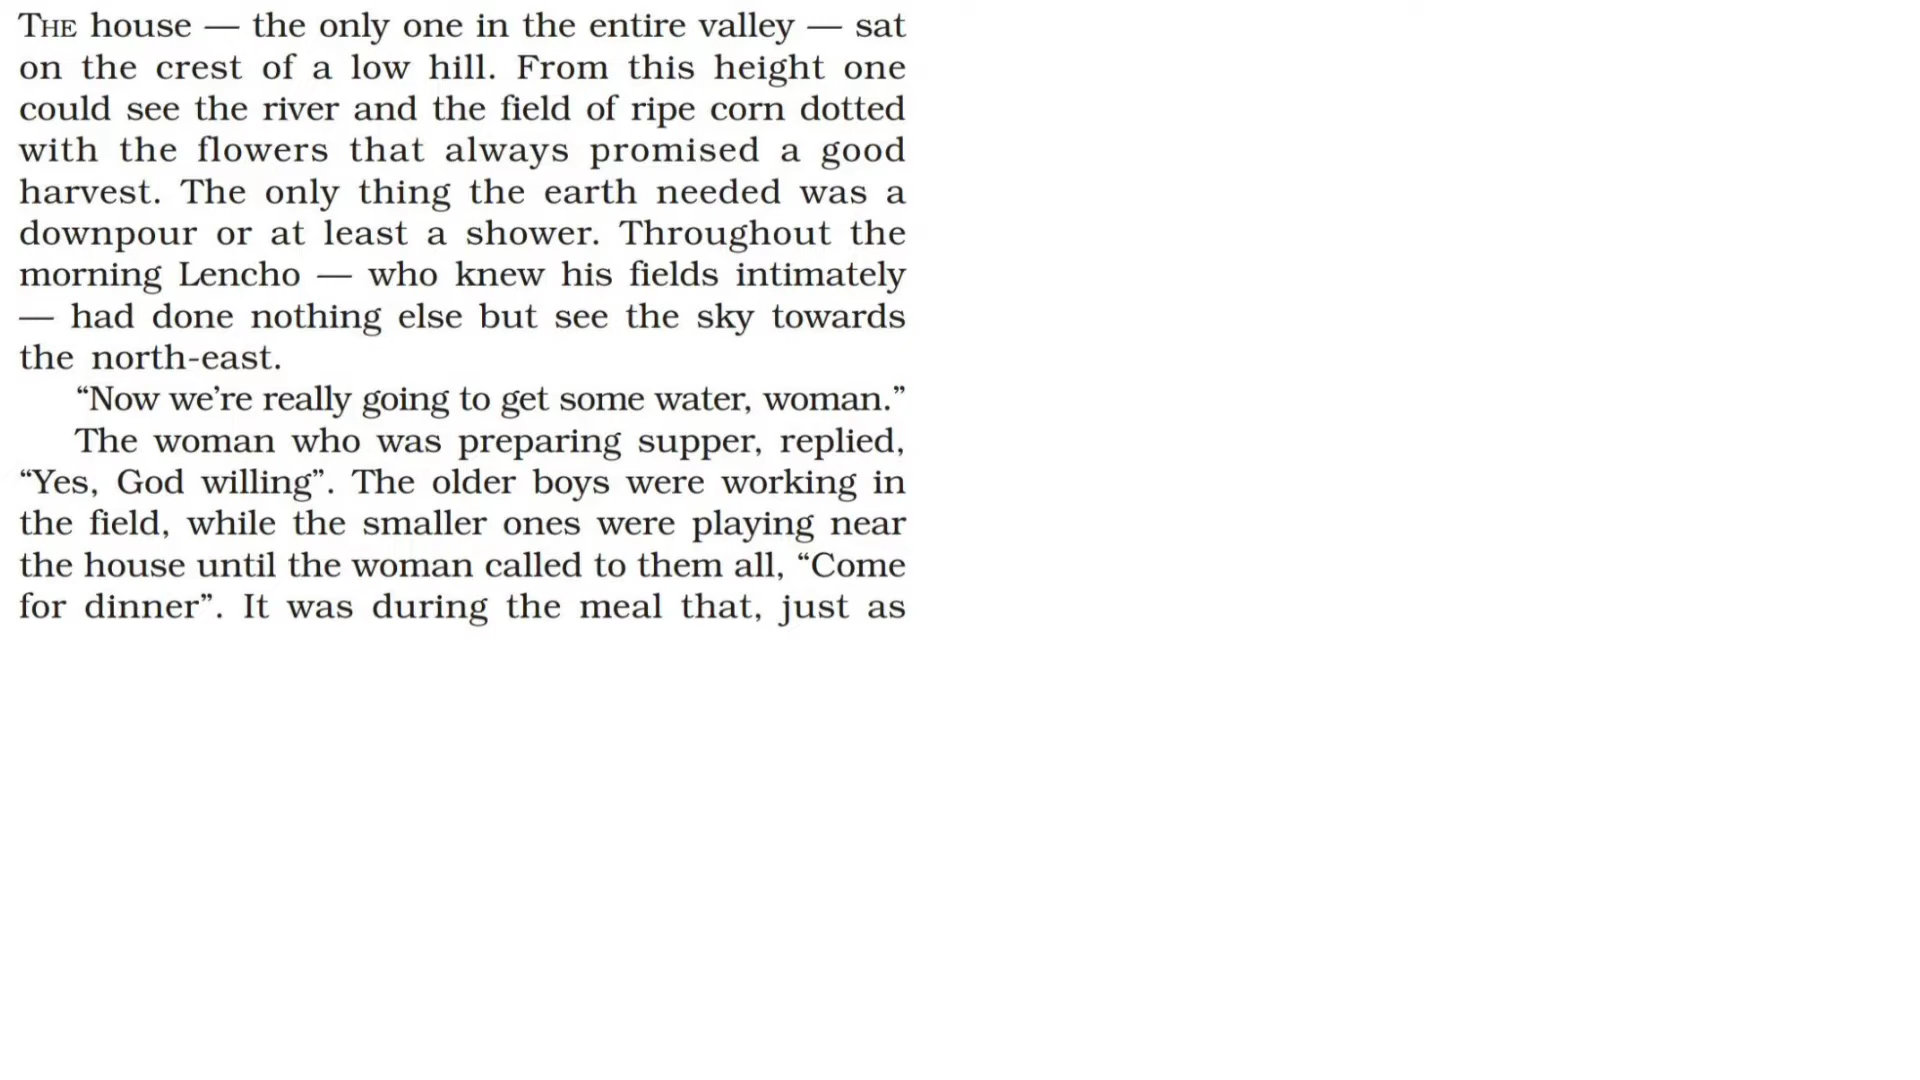 THE house — the only one in the entire valley — sat
on the crest of a low hill. From this height one
could see the river and the field of ripe corn dotted
with the flowers that always promised a good
harvest. The only thing the earth needed was a
downpour or at least a shower. Throughout the
morning Lencho — who knew his fields intimately
— had done nothing else but see the sky towards
the north-east.
“Now we’re really going to get some water, woman.”
The woman who was preparing supper, replied,
“Yes, God willing”. The older boys were working in
the field, while the smaller ones were playing near
the house until the woman called to them all, “Come
for dinner”. It was during the meal that, just as